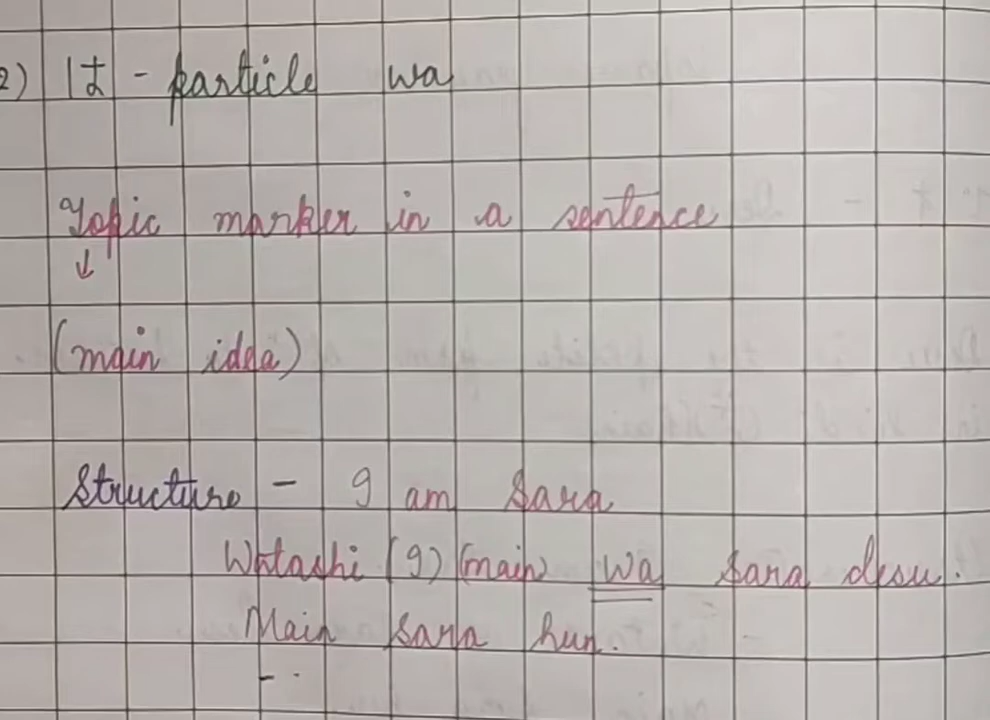 2) は - particle wa
Topic marker in a sentence
↓
(main idea)
Structure - I am Sara
Watashi (I) (main) wa Sara desu.
Main sara hun.